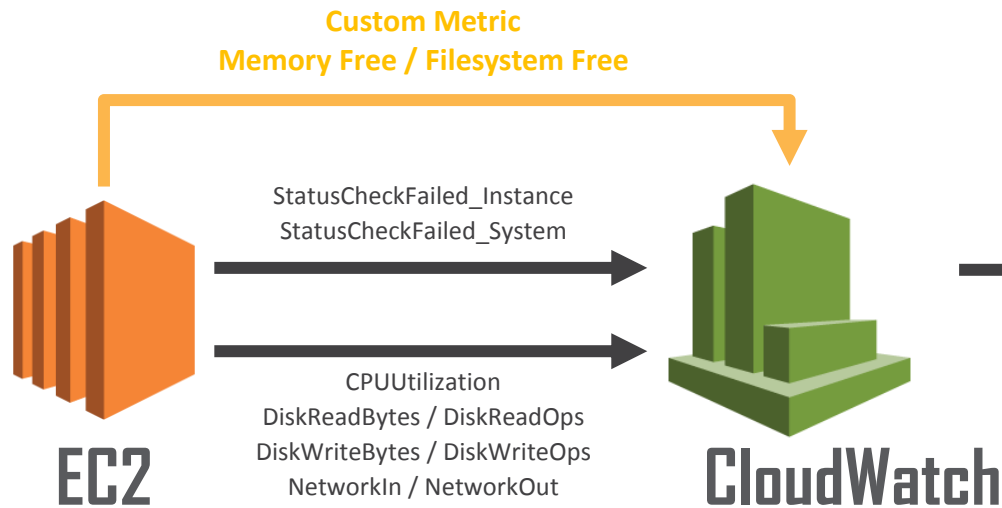 Custom Metric
Memory Free / Filesystem Free
StatusCheckFailed_Instance
StatusCheckFailed_System
CPUUtilization
DiskReadBytes / DiskReadOps
DiskWriteBytes / DiskWriteOps
NetworkIn / NetworkOut
EC2
CloudWatch